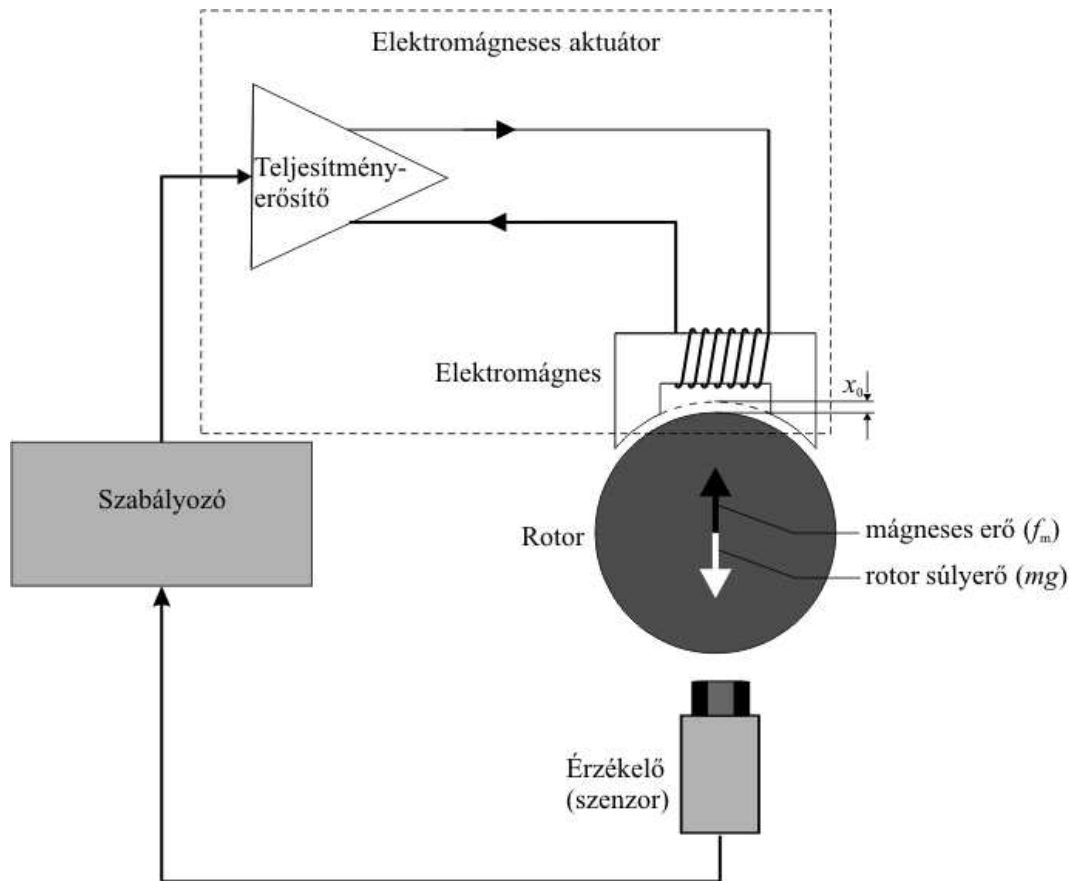 Elektromágneses aktuátor
Teljesítmény-
erősítő
Elektromágnes
x₀
Szabályozó
Rotor
mágneses erő (fₘ)
rotor súlyerő (mg)
Érzékelő
(szenzor)